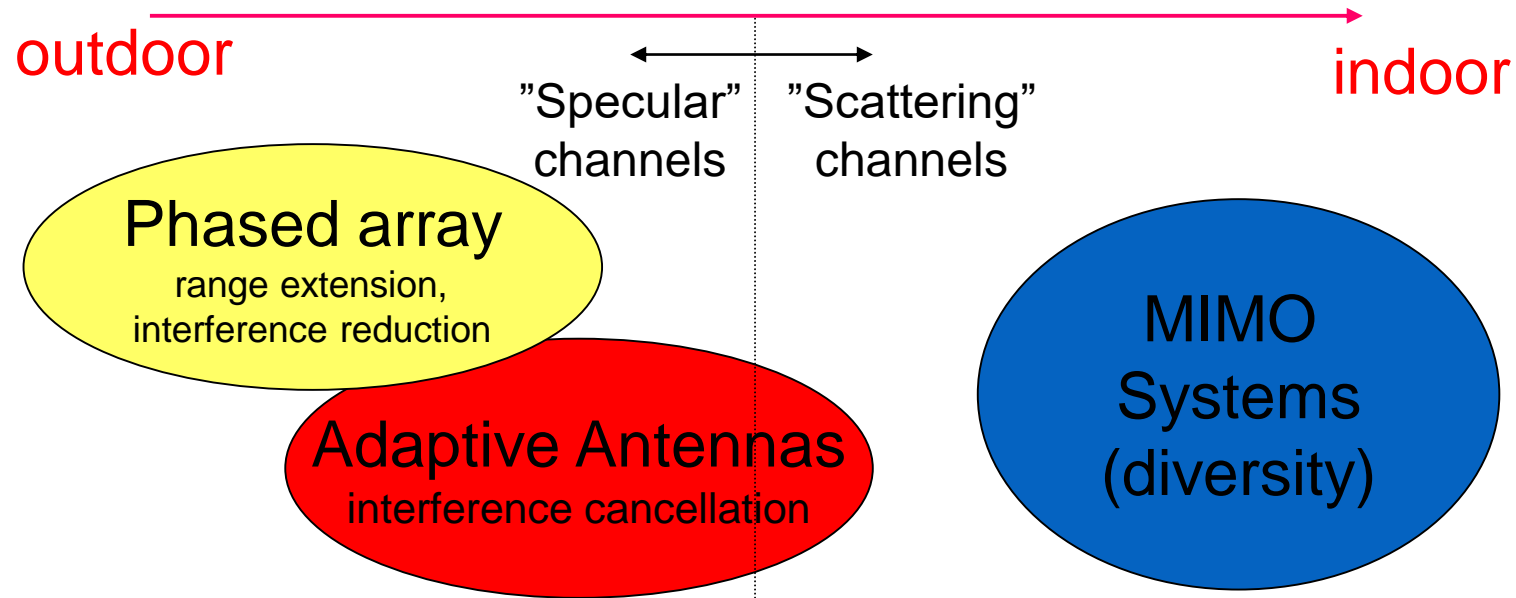 outdoor
indoor
”Specular”
channels
”Scattering”
channels
Phased array
range extension,
interference reduction
Adaptive Antennas
interference cancellation
MIMO
Systems
(diversity)